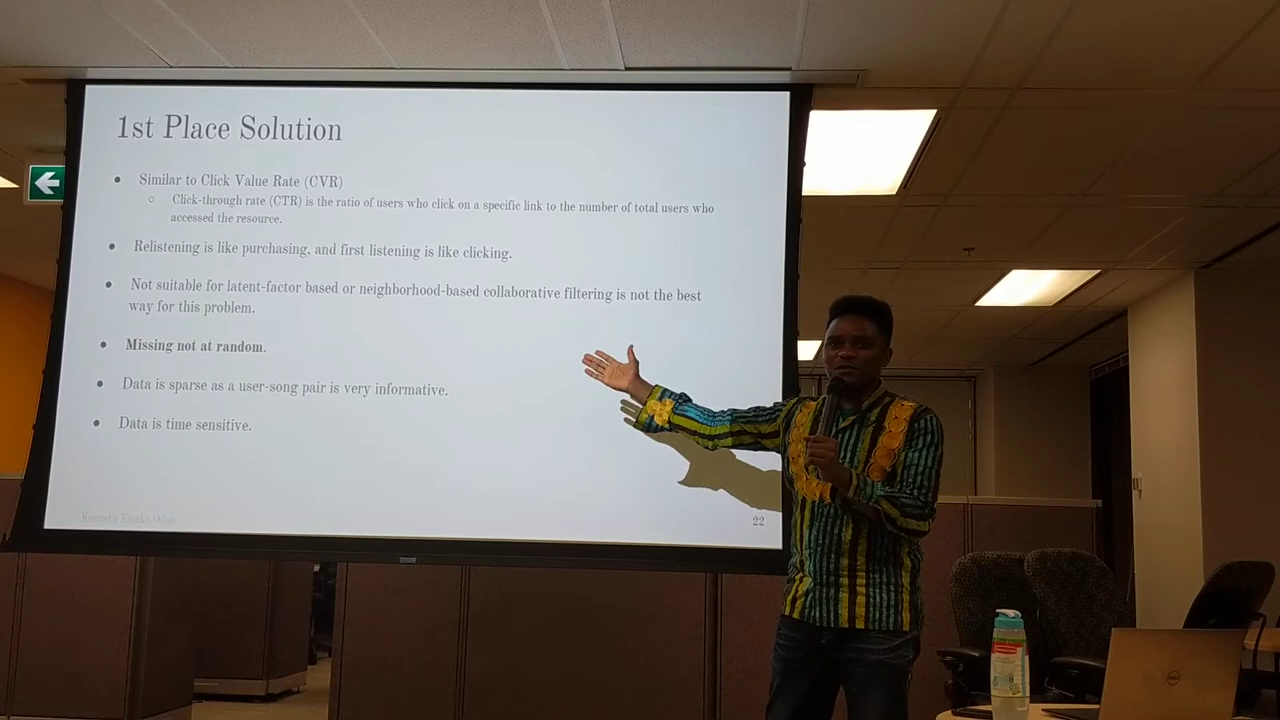 1st Place Solution
● Similar to Click Value Rate (CVR)
○ Click-through rate (CTR) is the ratio of users who click on a specific link to the number of total users who
accessed the resource.
● Relistening is like purchasing, and first listening is like clicking.
● Not suitable for latent-factor based or neighborhood-based collaborative filtering is not the best
way for this problem.
● Missing not at random.
● Data is sparse as a user-song pair is very informative.
● Data is time sensitive.
Kenneth Emeka Odoh
22
DELL